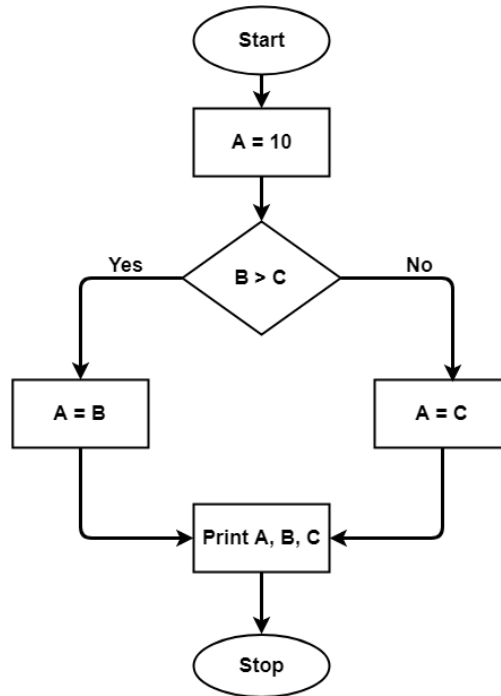 Start
A = 10
Yes
No
B > C
A = B
A = C
Print A, B, C
Stop